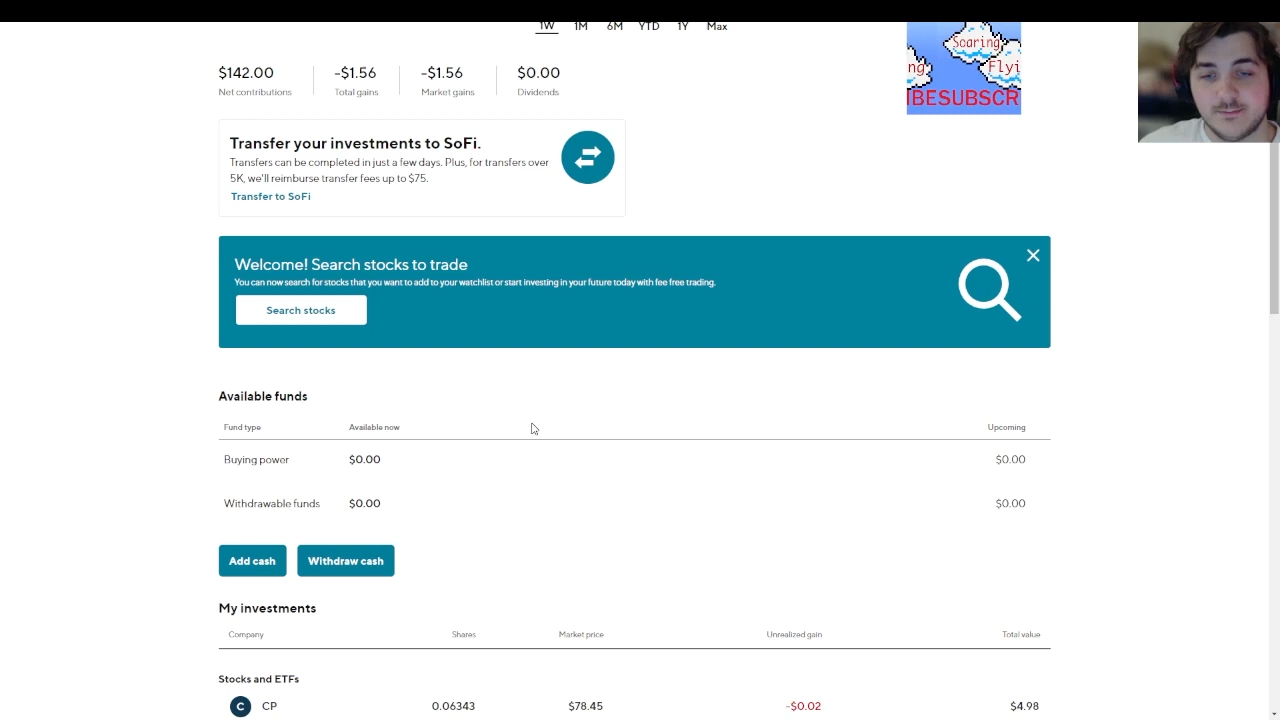 1W 1M 6M YTD 1Y Max
$142.00 -$1.56 -$1.56 $0.00
Net contributions Total gains Market gains Dividends
Soaring
ng Flyi
IBESUBSCR
Transfer your investments to SoFi.
Transfers can be completed in just a few days. Plus, for transfers over
5K, we'll reimburse transfer fees up to $75.
Transfer to SoFi
Welcome! Search stocks to trade
You can now search for stocks that you want to add to your watchlist or start investing in your future today with fee free trading.
Search stocks
Available funds
Fund type Available now Upcoming
Buying power $0.00 $0.00
Withdrawable funds $0.00 $0.00
Add cash Withdraw cash
My investments
Company Shares Market price Unrealized gain Total value
Stocks and ETFs
C CP 0.06343 $78.45 -$0.02 $4.98